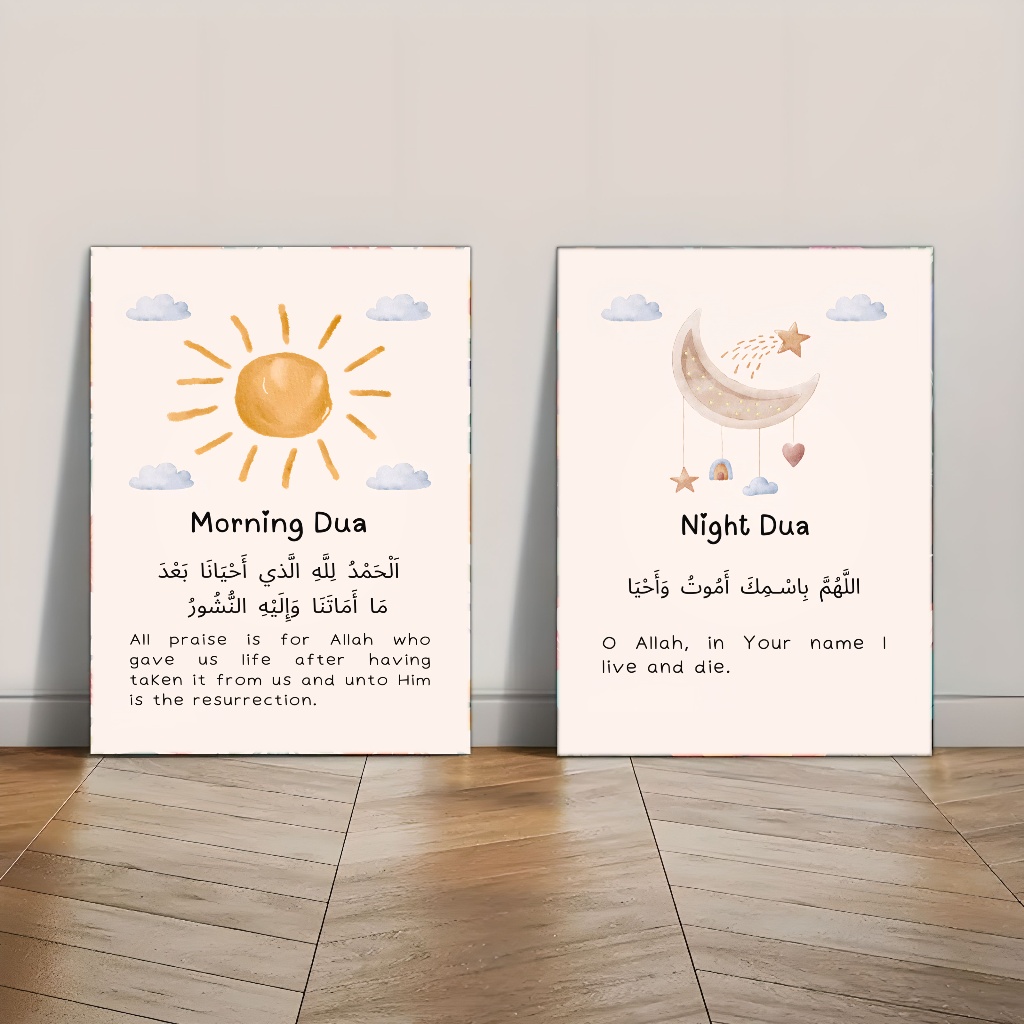 Morning Dua
اَلْحَمْدُ لِلَّهِ الَّذي أَحْيَانَا بَعْدَ
مَا أَمَاتَنَا وَإِلَيْهِ النُّشُورُ
All praise is for Allah who
gave us life after having
taken it from us and unto Him
is the resurrection.
Night Dua
اللَّهُمَّ بِاسْمِكَ أَمُوتُ وَأَحْيَا
O Allah, in Your name I
live and die.